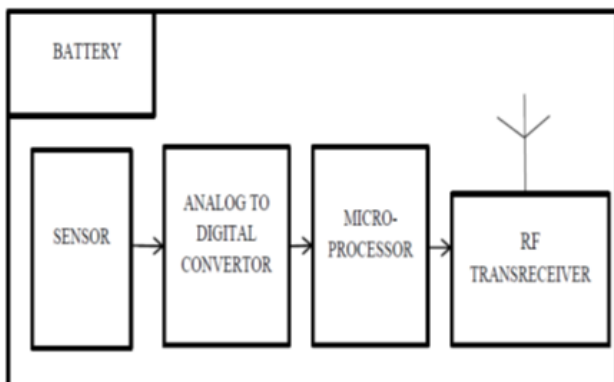 BATTERY
SENSOR
ANALOG TO
DIGITAL
CONVERTOR
MICRO-
PROCESSOR
RF
TRANSRECEIVER